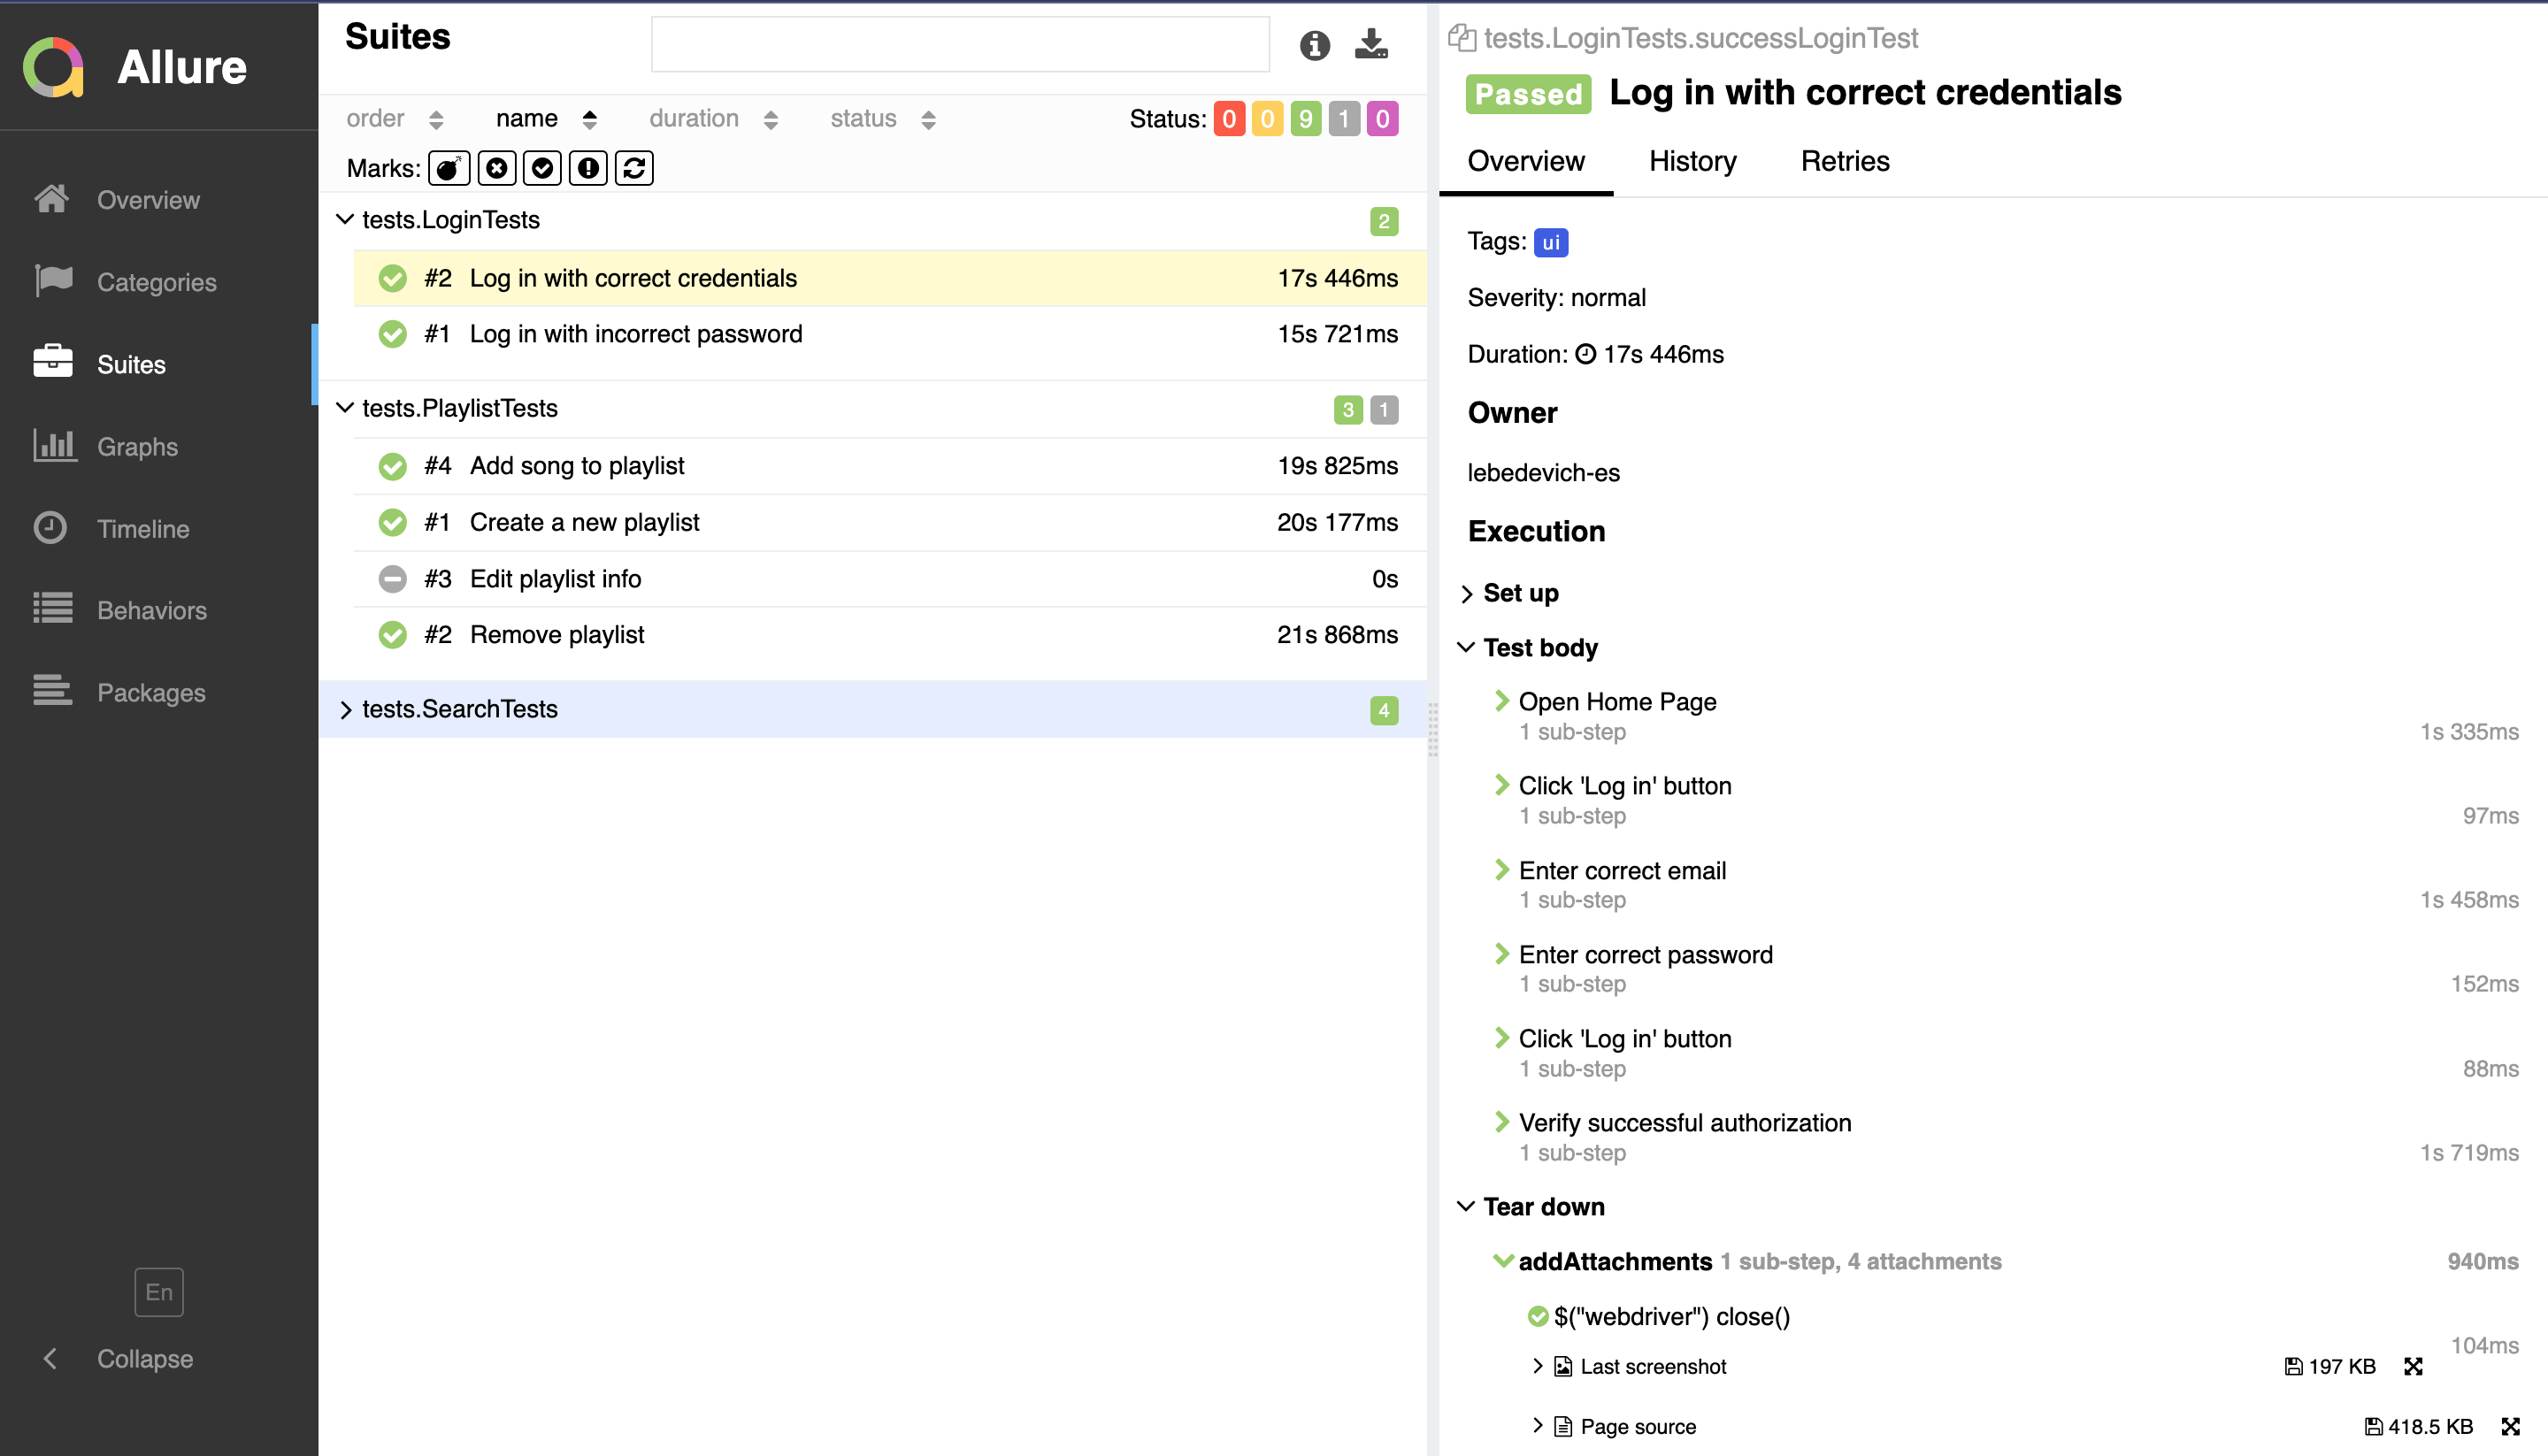 Allure
Overview
Categories
Suites
Graphs
Timeline
Behaviors
Packages
En
Collapse
Suites
order name duration status Status: 0 0 9 1 0
Marks:
tests.LoginTests 2
#2 Log in with correct credentials 17s 446ms
#1 Log in with incorrect password 15s 721ms
tests.PlaylistTests 3 1
#4 Add song to playlist 19s 825ms
#1 Create a new playlist 20s 177ms
#3 Edit playlist info 0s
#2 Remove playlist 21s 868ms
tests.SearchTests 4
tests.LoginTests.successLoginTest
Passed Log in with correct credentials
Overview History Retries
Tags: ui
Severity: normal
Duration: 17s 446ms
Owner
lebedevich-es
Execution
Set up
Test body
Open Home Page
1 sub-step 1s 335ms
Click 'Log in' button
1 sub-step 97ms
Enter correct email
1 sub-step 1s 458ms
Enter correct password
1 sub-step 152ms
Click 'Log in' button
1 sub-step 88ms
Verify successful authorization
1 sub-step 1s 719ms
Tear down
addAttachments 1 sub-step, 4 attachments 940ms
$("webdriver") close()
104ms
Last screenshot 197 KB
Page source 418.5 KB